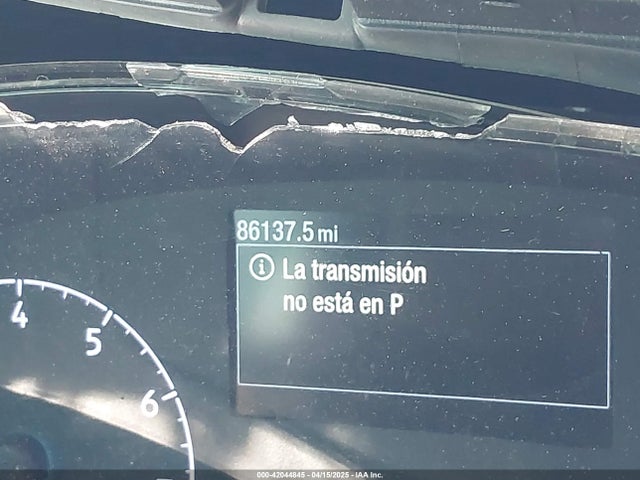 86137.5 mi
La transmisión
no está en P
4
5
6
000-42044845 - 04/15/2025 - IAA Inc.